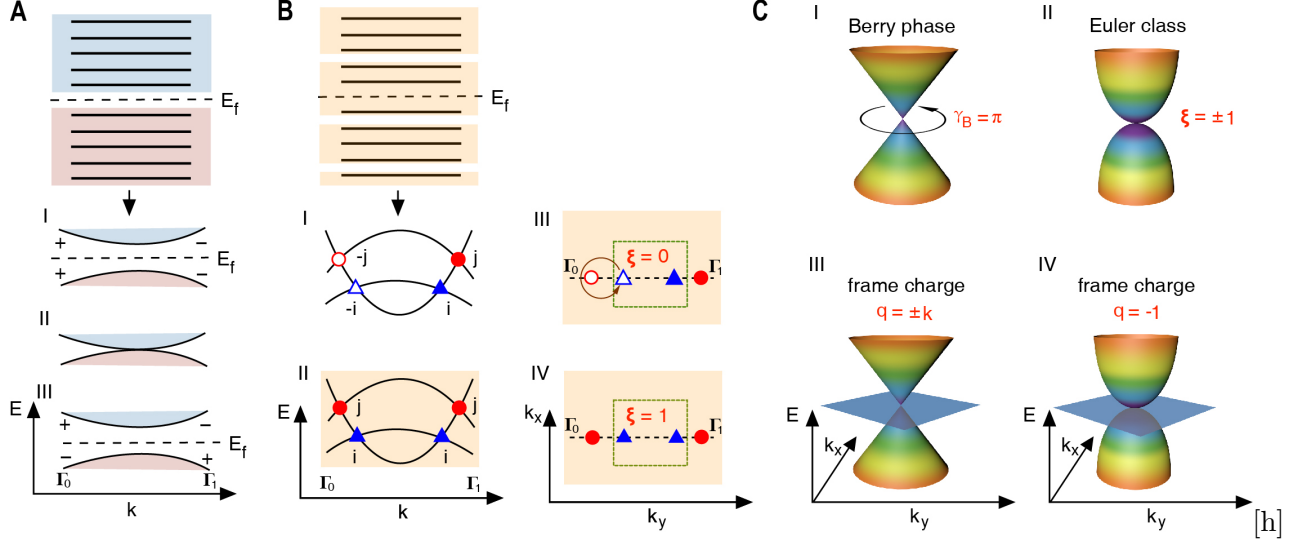 A
E_f
I
+ −
E_f
+ −
II
III
E
+ −
E_f
− +
Γ_0 Γ_1
k
B
E_f
I
-j j
-i i
II
E
j
i i
Γ_0 Γ_1
k
III
ξ = 0
Γ_0 Γ_1
IV
k_x
ξ = 1
Γ_0 Γ_1
k_y
C
I
Berry phase
γ_B = π
II
Euler class
ξ = ±1
III
frame charge
q = ±k
E
k_x
k_y
IV
frame charge
q = -1
E
k_x
k_y
[h]